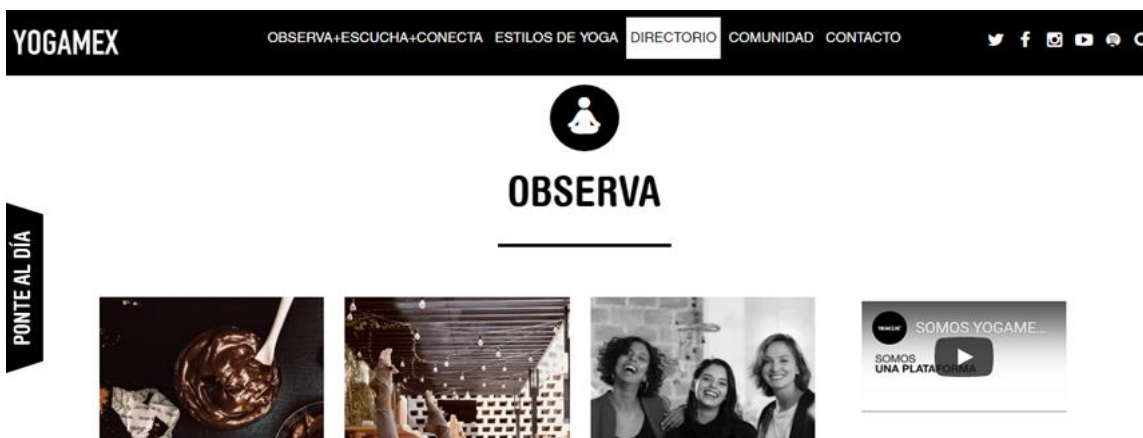 YOGAMEX
OBSERVA+ESCUCHA+CONECTA ESTILOS DE YOGA DIRECTORIO COMUNIDAD CONTACTO
OBSERVA
PONTE AL DÍA
SOMOS YOGAME...
SOMOS
UNA PLATAFORMA